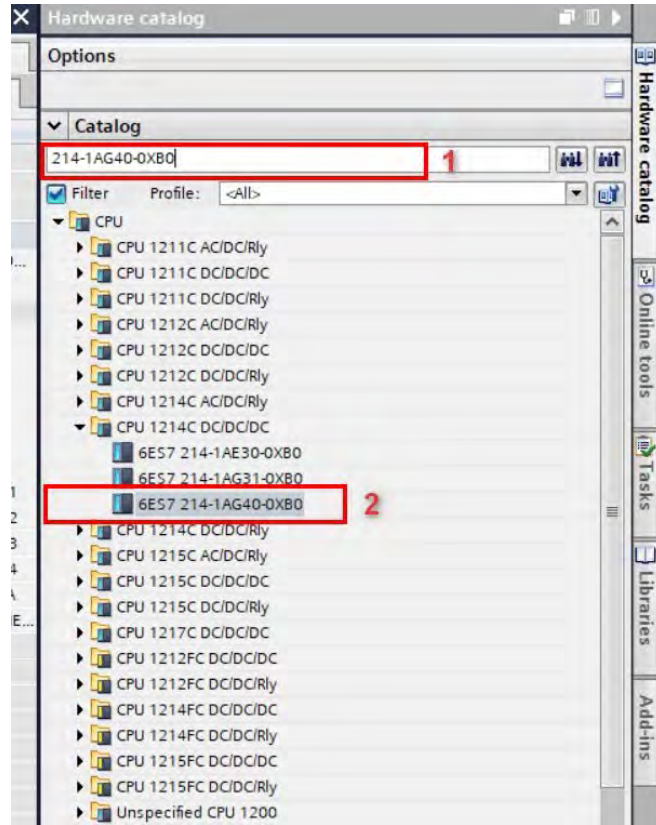 Hardware catalog
Options
Catalog
214-1AG40-0XB0
1
Filter
Profile:
<All>
CPU
CPU 1211C AC/DC/Rly
CPU 1211C DC/DC/DC
CPU 1211C DC/DC/Rly
CPU 1212C AC/DC/Rly
CPU 1212C DC/DC/DC
CPU 1212C DC/DC/Rly
CPU 1214C AC/DC/Rly
CPU 1214C DC/DC/DC
6ES7 214-1AE30-0XB0
6ES7 214-1AG31-0XB0
6ES7 214-1AG40-0XB0
2
CPU 1214C DC/DC/Rly
CPU 1215C AC/DC/Rly
CPU 1215C DC/DC/DC
CPU 1215C DC/DC/Rly
CPU 1217C DC/DC/DC
CPU 1212FC DC/DC/DC
CPU 1212FC DC/DC/Rly
CPU 1214FC DC/DC/DC
CPU 1214FC DC/DC/Rly
CPU 1215FC DC/DC/DC
CPU 1215FC DC/DC/Rly
Unspecified CPU 1200
Hardware catalog
Online tools
Tasks
Libraries
Add-ins